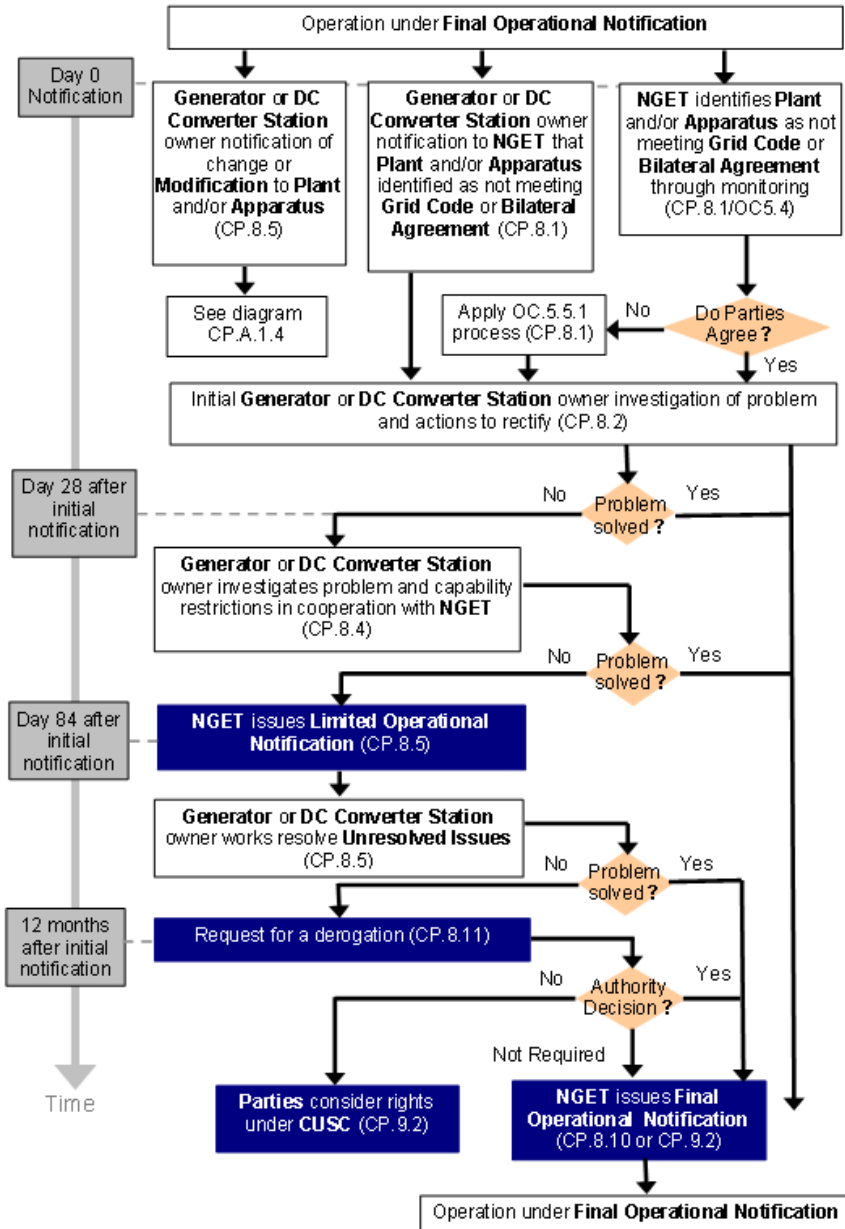 Operation under Final Operational Notification
Day 0
Notification
Generator or DC
Converter Station
owner notification of
change or
Modification to Plant
and/or Apparatus
(CP.8.5)
Generator or DC
Converter Station owner
notification to NGET that
Plant and/or Apparatus
identified as not meeting
Grid Code or Bilateral
Agreement (CP.8.1)
NGET identifies Plant
and/or Apparatus as not
meeting Grid Code or
Bilateral Agreement
through monitoring
(CP.8.1/OC5.4)
See diagram
CP.A.1.4
Apply OC.5.5.1
process (CP.8.1)
No
Do Parties
Agree ?
Yes
Initial Generator or DC Converter Station owner investigation of problem
and actions to rectify (CP.8.2)
Day 28 after
initial
notification
No
Problem
solved ?
Yes
Generator or DC Converter Station
owner investigates problem and capability
restrictions in cooperation with NGET
(CP.8.4)
No
Problem
solved ?
Yes
Day 84 after
initial
notification
NGET issues Limited Operational
Notification (CP.8.5)
Generator or DC Converter Station
owner works resolve Unresolved Issues
(CP.8.5)
No
Problem
solved ?
Yes
12 months
after initial
notification
Request for a derogation (CP.8.11)
No
Authority
Decision ?
Yes
Not Required
Time
Parties consider rights
under CUSC (CP.9.2)
NGET issues Final
Operational Notification
(CP.8.10 or CP.9.2)
Operation under Final Operational Notification